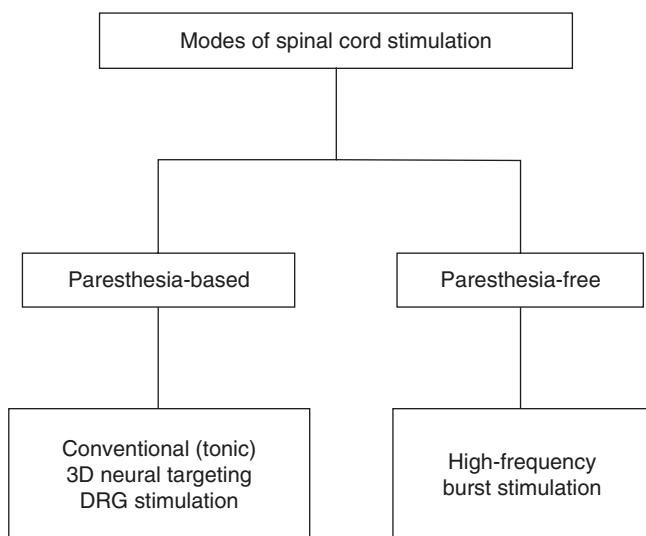 Modes of spinal cord stimulation
Paresthesia-based
Paresthesia-free
Conventional (tonic)
3D neural targeting
DRG stimulation
High-frequency
burst stimulation